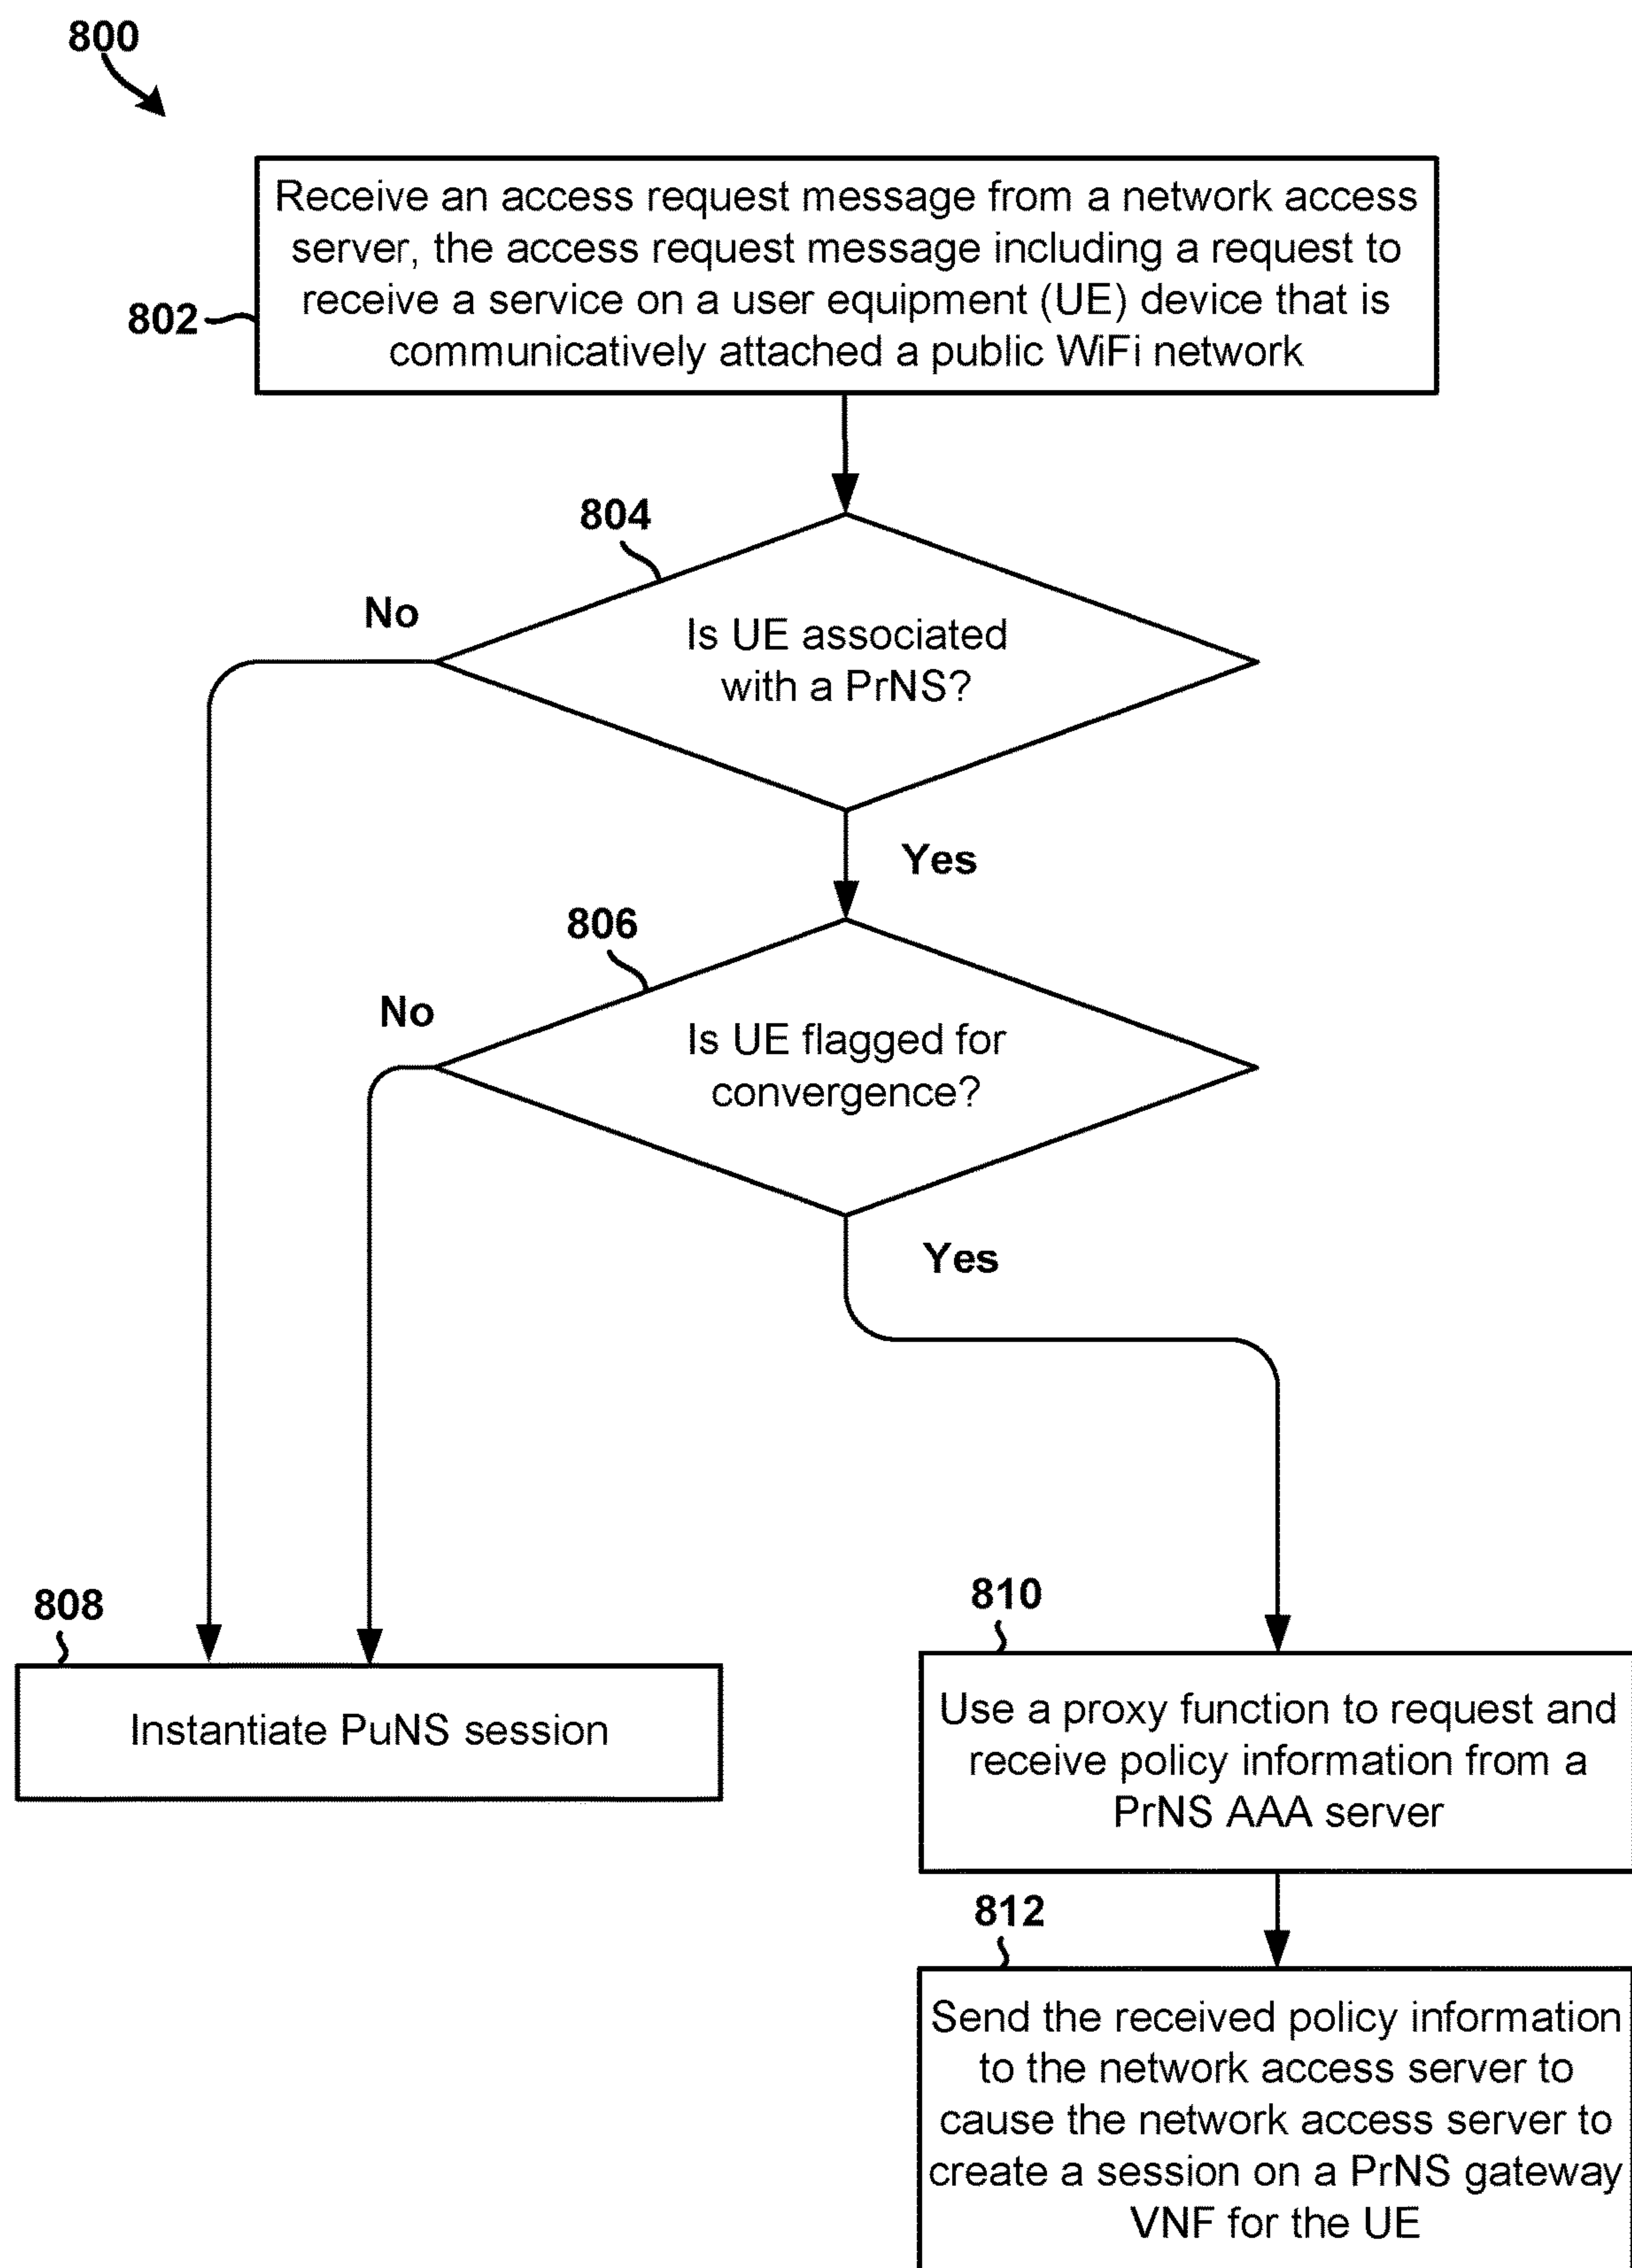 800
Receive an access request message from a network access
server, the access request message including a request to
receive a service on a user equipment (UE) device that is
communicatively attached a public WiFi network
802
804
No
Is UE associated
with a PrNS?
Yes
806
No
Is UE flagged for
convergence?
Yes
808
Instantiate PuNS session
810
Use a proxy function to request and
receive policy information from a
PrNS AAA server
812
Send the received policy information
to the network access server to
cause the network access server to
create a session on a PrNS gateway
VNF for the UE